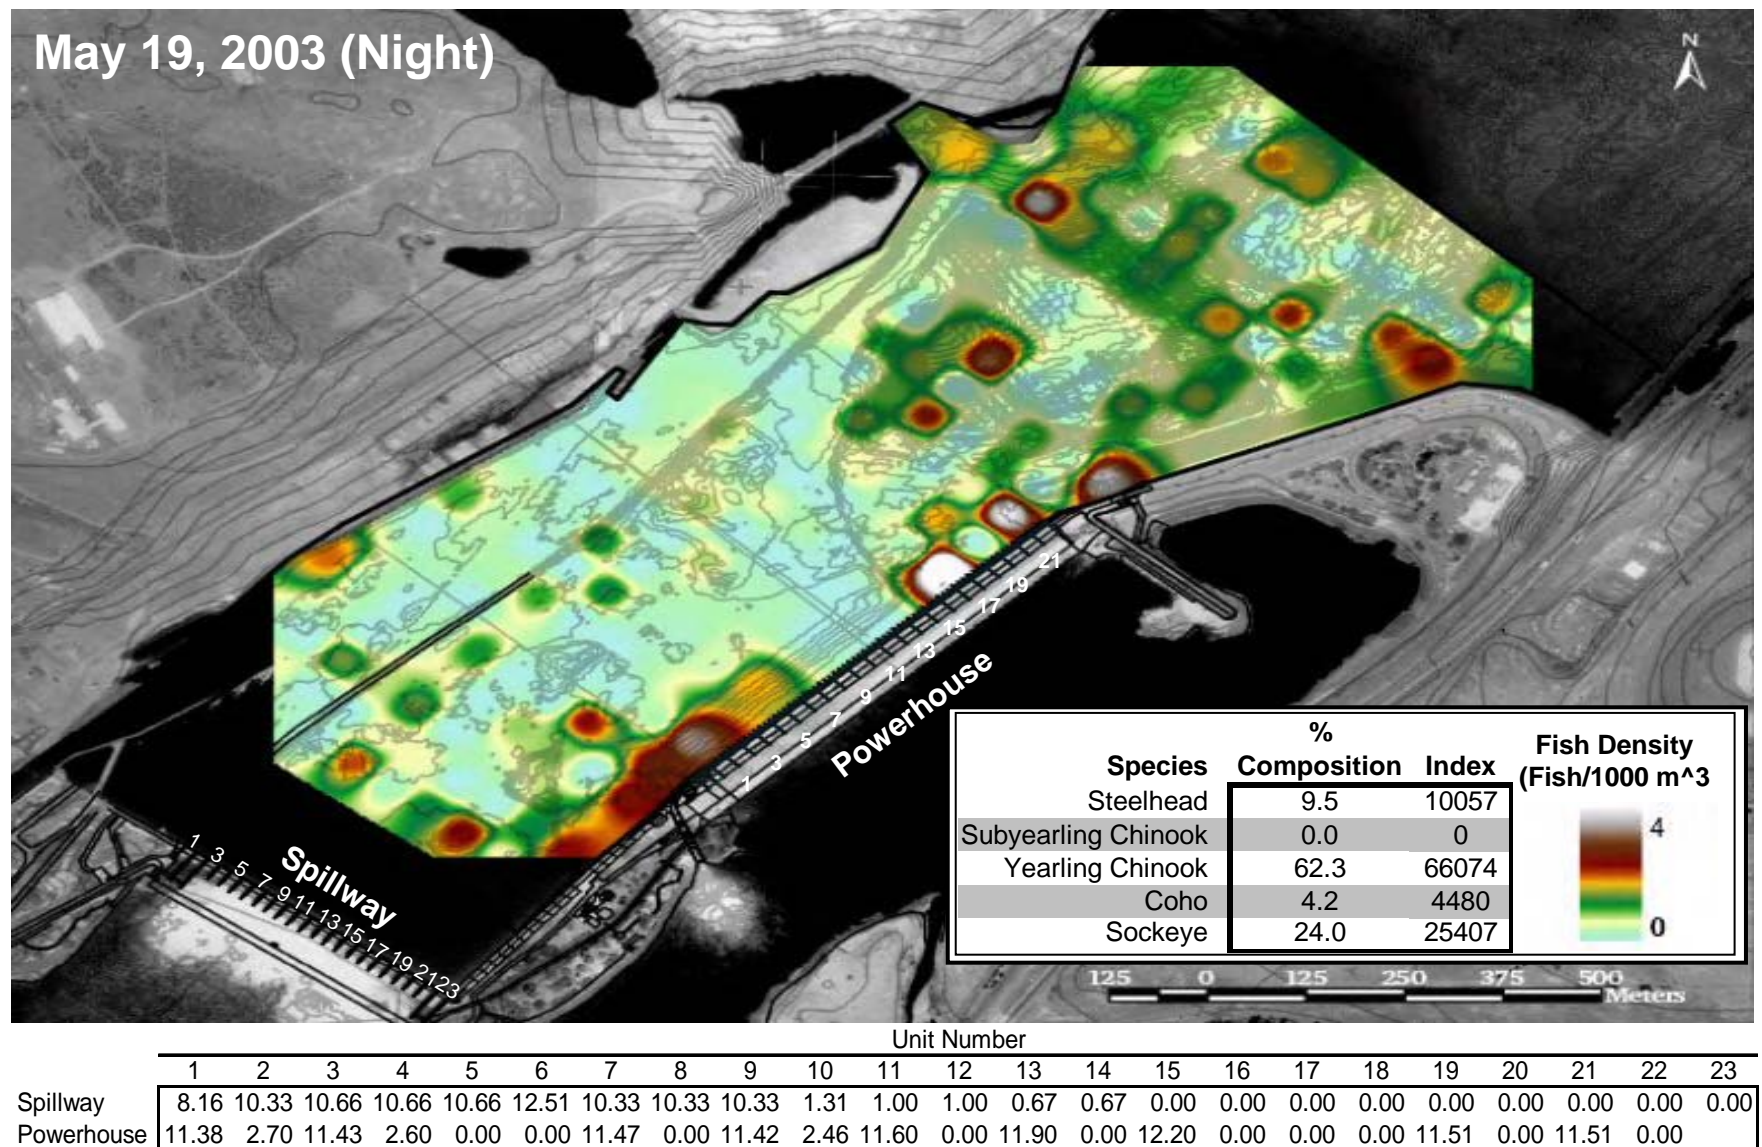 May 19, 2003 (Night)
N
21
19
17
15
13
11
9
7
5
3
1
Powerhouse
Spillway
1 3 5 7 9 11 13 15 17 19 21 23
% Fish Density
Species Composition Index (Fish/1000 m^3
Steelhead 9.5 10057
Subyearling Chinook 0.0 0
Yearling Chinook 62.3 66074
Coho 4.2 4480
Sockeye 24.0 25407
4
0
125 0 125 250 375 500
Meters
Unit Number
1 2 3 4 5 6 7 8 9 10 11 12 13 14 15 16 17 18 19 20 21 22 23
Spillway 8.16 10.33 10.66 10.66 10.66 12.51 10.33 10.33 10.33 1.31 1.00 1.00 0.67 0.67 0.00 0.00 0.00 0.00 0.00 0.00 0.00 0.00 0.00
Powerhouse 11.38 2.70 11.43 2.60 0.00 0.00 11.47 0.00 11.42 2.46 11.60 0.00 11.90 0.00 12.20 0.00 0.00 0.00 11.51 0.00 11.51 0.00